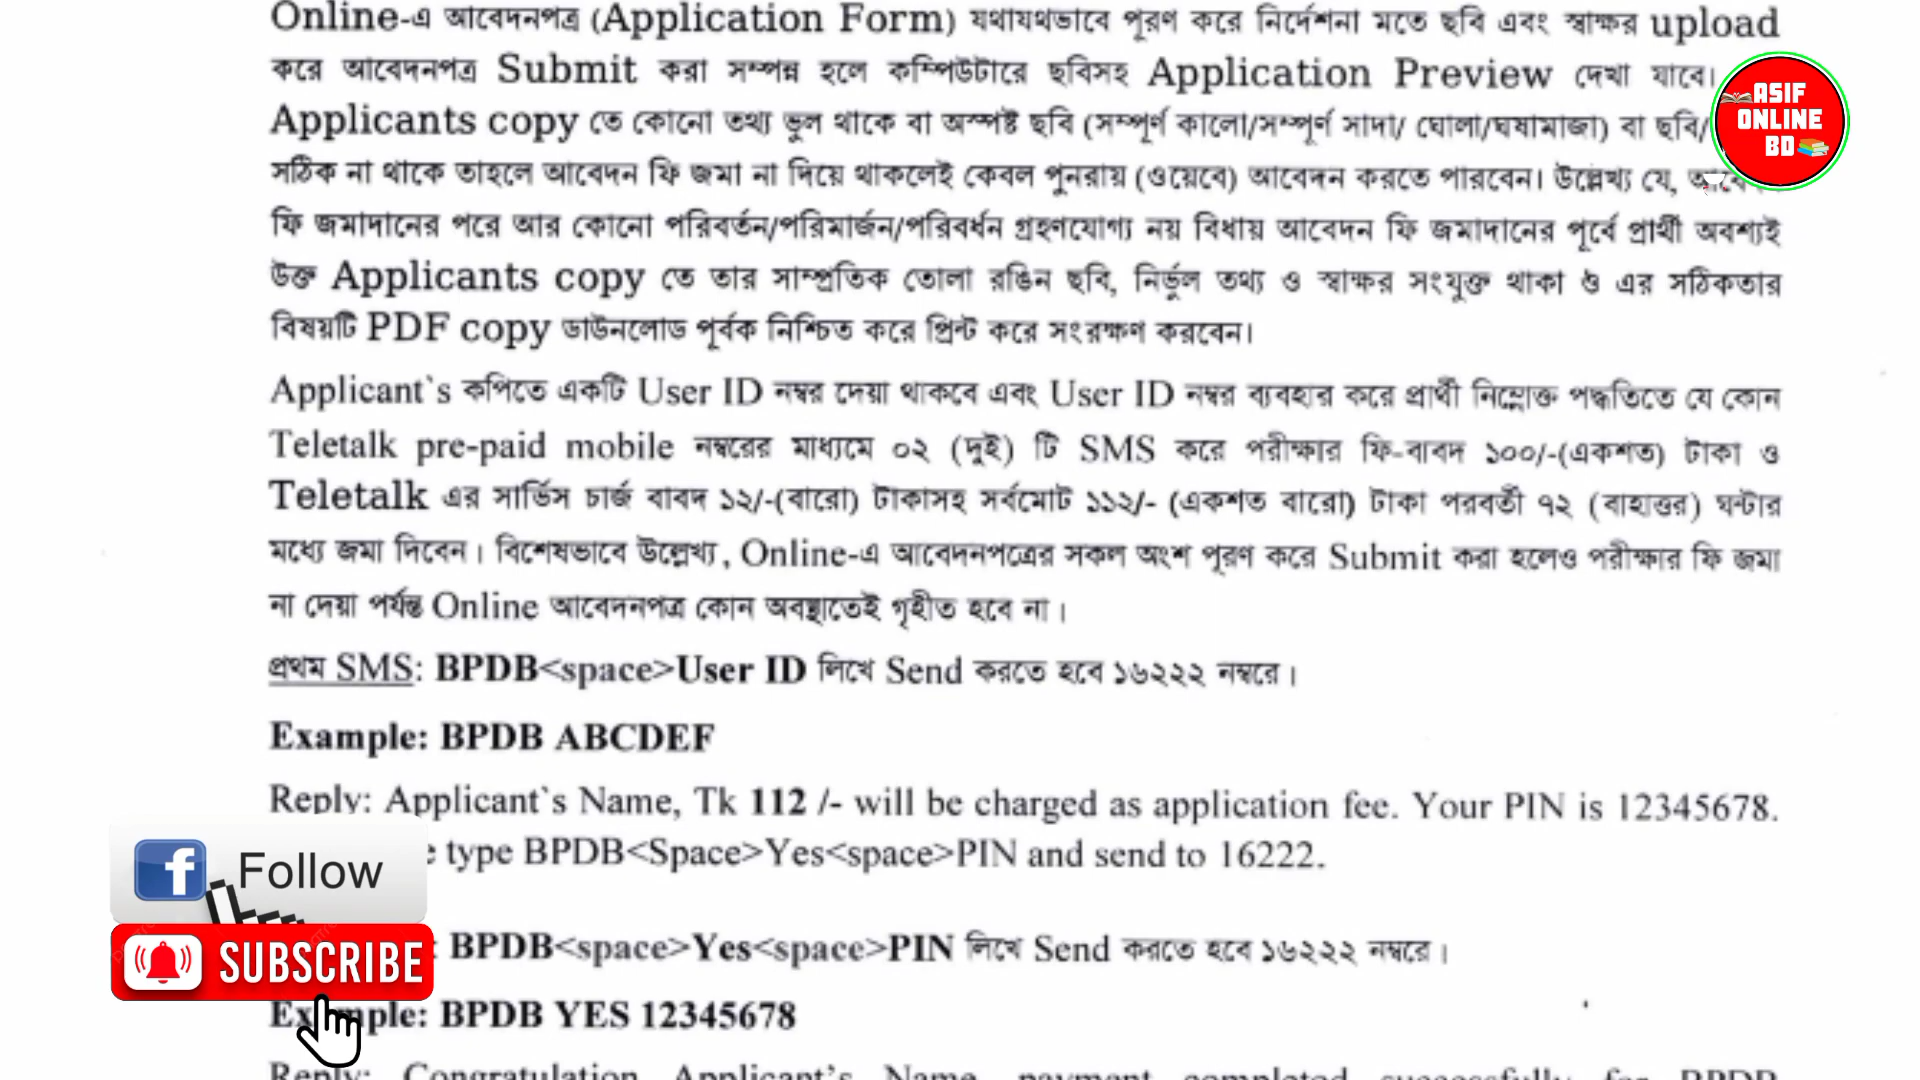 Online-এ আবেদনপত্র (Application Form) যথাযথভাবে পূরণ করে নির্দেশনা মতে ছবি এবং স্বাক্ষর upload
করে আবেদনপত্র Submit করা সম্পন্ন হলে কম্পিউটারে ছবিসহ Application Preview দেখা যাবে।
Applicants copy তে কোনো তথ্য ভুল থাকে বা অস্পষ্ট ছবি (সম্পূর্ণ কালো/সম্পূর্ণ সাদা/ ঘোলা/ঘষামাজা) বা ছবি/
সঠিক না থাকে তাহলে আবেদন ফি জমা না দিয়ে থাকলেই কেবল পুনরায় (ওয়েবে) আবেদন করতে পারবেন। উল্লেখ্য যে,
ফি জমাদানের পরে আর কোনো পরিবর্তন/পরিমার্জন/পরিবর্ধন গ্রহণযোগ্য নয় বিধায় আবেদন ফি জমাদানের পূর্বে প্রার্থী অবশ্যই
উক্ত Applicants copy তে তার সাম্প্রতিক তোলা রঙিন ছবি, নির্ভুল তথ্য ও স্বাক্ষর সংযুক্ত থাকা ও এর সঠিকতার
বিষয়টি PDF copy ডাউনলোড পূর্বক নিশ্চিত করে প্রিন্ট করে সংরক্ষণ করবেন।
Applicant`s কপিতে একটি User ID নম্বর দেয়া থাকবে এবং User ID নম্বর ব্যবহার করে প্রার্থী নিম্নোক্ত পদ্ধতিতে যে কোন
Teletalk pre-paid mobile নম্বরের মাধ্যমে ০২ (দুই) টি SMS করে পরীক্ষার ফি-বাবদ ১০০/-(একশত) টাকা ও
Teletalk এর সার্ভিস চার্জ বাবদ ১২/-(বারো) টাকাসহ সর্বমোট ১১২/- (একশত বারো) টাকা পরবর্তী ৭২ (বাহাত্তর) ঘন্টার
মধ্যে জমা দিবেন। বিশেষভাবে উল্লেখ্য, Online-এ আবেদনপত্রের সকল অংশ পূরণ করে Submit করা হলেও পরীক্ষার ফি জমা
না দেয়া পর্যন্ত Online আবেদনপত্র কোন অবস্থাতেই গৃহীত হবে না।
প্রথম SMS: BPDB<space>User ID লিখে Send করতে হবে ১৬২২২ নম্বরে।
Example: BPDB ABCDEF
Reply: Applicant`s Name, Tk 112 /- will be charged as application fee. Your PIN is 12345678.
type BPDB<Space>Yes<space>PIN and send to 16222.
: BPDB<space>Yes<space>PIN লিখে Send করতে হবে ১৬২২২ নম্বরে।
Example: BPDB YES 12345678
Reply: Congratulation Applicant's Name, payment completed successfully for BPDB
ASIF
ONLINE
BD
Follow
SUBSCRIBE